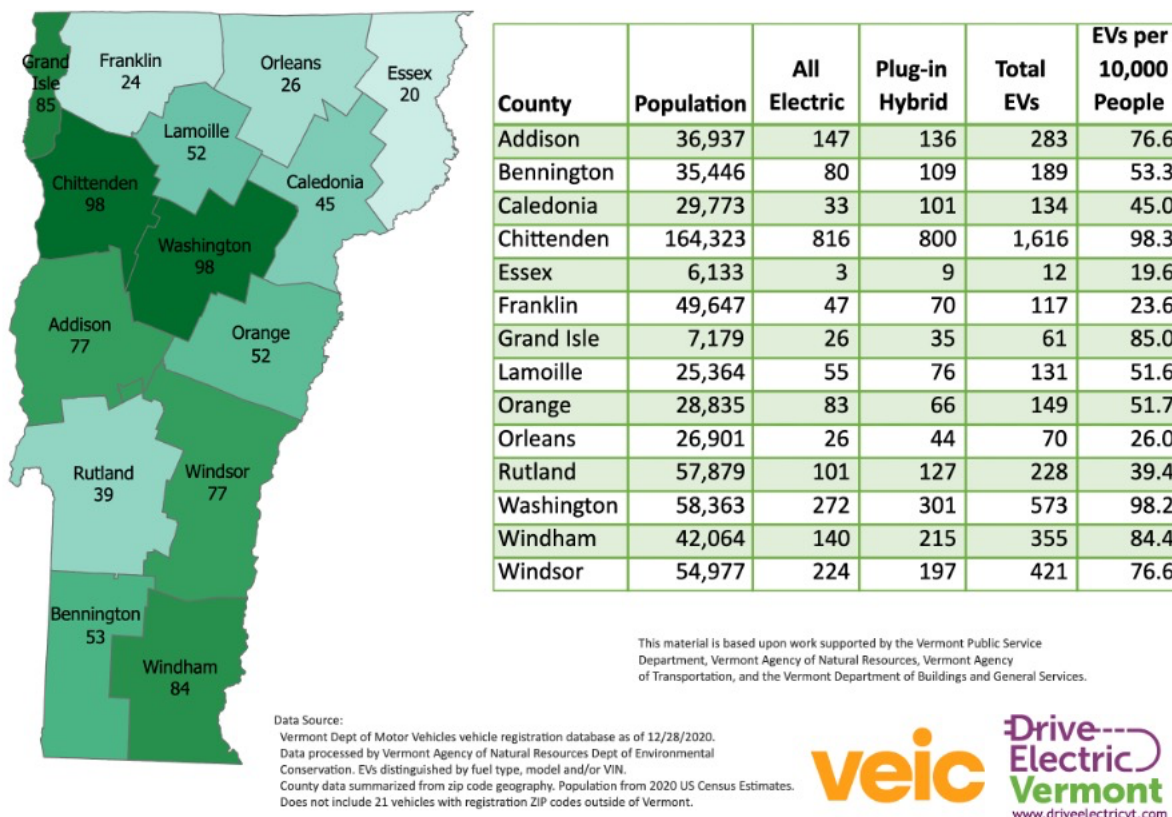 Grand
Isle
85
Franklin
24
Orleans
26
Essex
20
Lamoille
52
Chittenden
98
Caledonia
45
Washington
98
Addison
77
Orange
52
Rutland
39
Windsor
77
Bennington
53
Windham
84
County Population All Electric Plug-in Hybrid Total EVs EVs per 10,000 People
Addison 36,937 147 136 283 76.6
Bennington 35,446 80 109 189 53.3
Caledonia 29,773 33 101 134 45.0
Chittenden 164,323 816 800 1,616 98.3
Essex 6,133 3 9 12 19.6
Franklin 49,647 47 70 117 23.6
Grand Isle 7,179 26 35 61 85.0
Lamoille 25,364 55 76 131 51.6
Orange 28,835 83 66 149 51.7
Orleans 26,901 26 44 70 26.0
Rutland 57,879 101 127 228 39.4
Washington 58,363 272 301 573 98.2
Windham 42,064 140 215 355 84.4
Windsor 54,977 224 197 421 76.6
This material is based upon work supported by the Vermont Public Service
Department, Vermont Agency of Natural Resources, Vermont Agency
of Transportation, and the Vermont Department of Buildings and General Services.
Data Source:
Vermont Dept of Motor Vehicles vehicle registration database as of 12/28/2020.
Data processed by Vermont Agency of Natural Resources Dept of Environmental
Conservation. EVs distinguished by fuel type, model and/or VIN.
County data summarized from zip code geography. Population from 2020 US Census Estimates.
Does not include 21 vehicles with registration ZIP codes outside of Vermont.
veic
Drive
Electric
Vermont
www.driveelectricvt.com